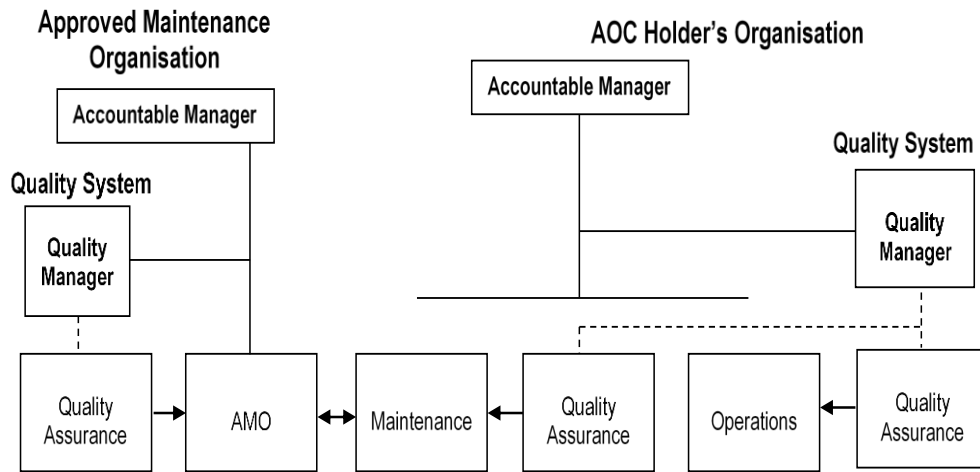 Approved Maintenance
Organisation
AOC Holder's Organisation
Accountable Manager
Accountable Manager
Quality System
Quality System
Quality
Manager
Quality
Manager
Quality
Assurance
AMO
Maintenance
Quality
Assurance
Operations
Quality
Assurance